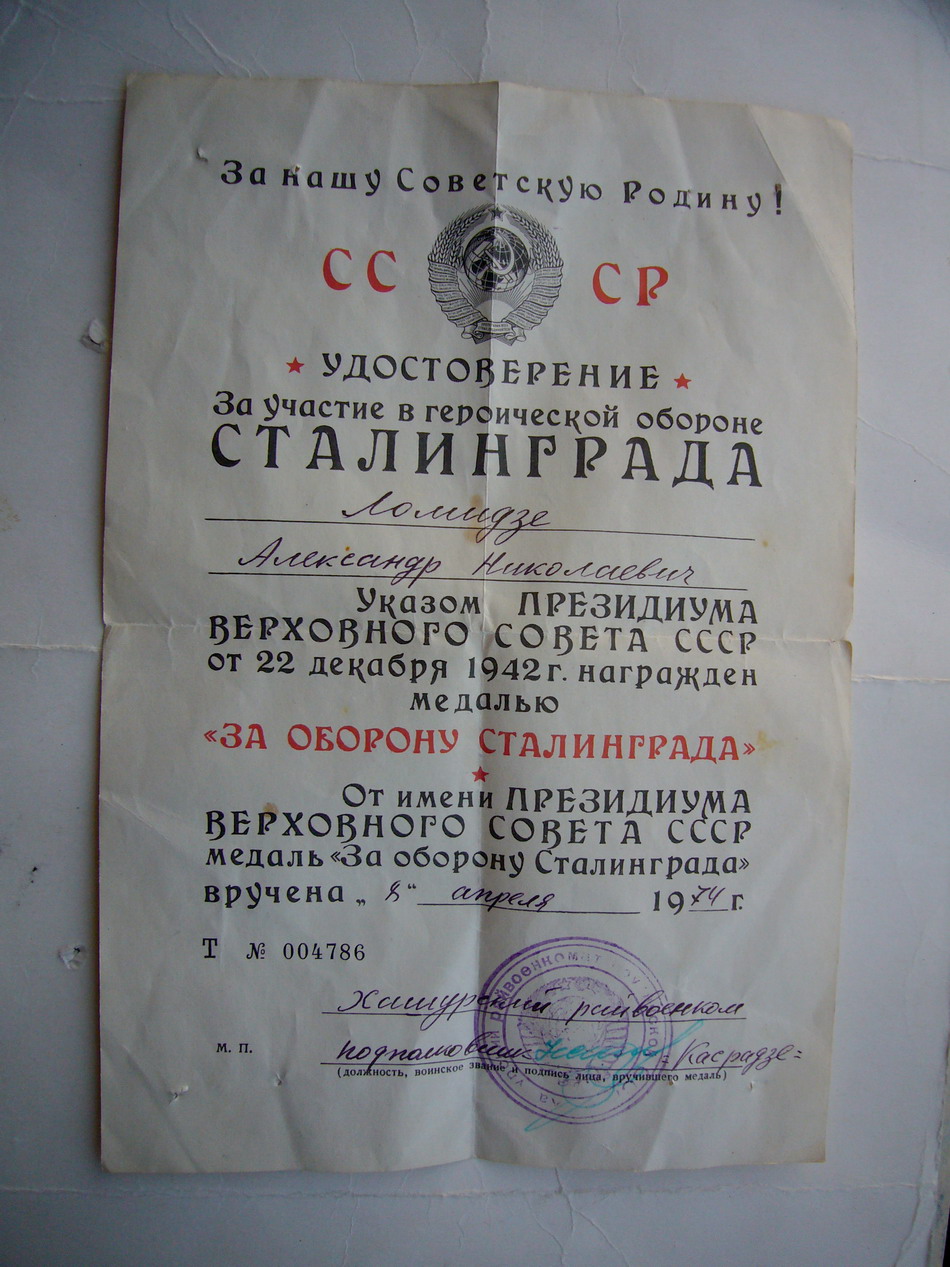 За нашу Советскую Родину!
СС СР
УДОСТОВЕРЕНИЕ
За участие в героической обороне
СТАЛИНГРАДА
Ломидзе
Александр Николаевич
Указом ПРЕЗИДИУМА
ВЕРХОВНОГО СОВЕТА СССР
от 22 декабря 1942 г. награжден
медалью
«ЗА ОБОРОНУ СТАЛИНГРАДА»
От имени ПРЕЗИДИУМА
ВЕРХОВНОГО СОВЕТА СССР
медаль «За оборону Сталинграда»
вручена „8“ апреля 1974 г.
Т № 004786
Хашурский райвоенком
м. п. подполковник =Касрадзе=
(должность, воинское звание и подпись лица, вручившего медаль)